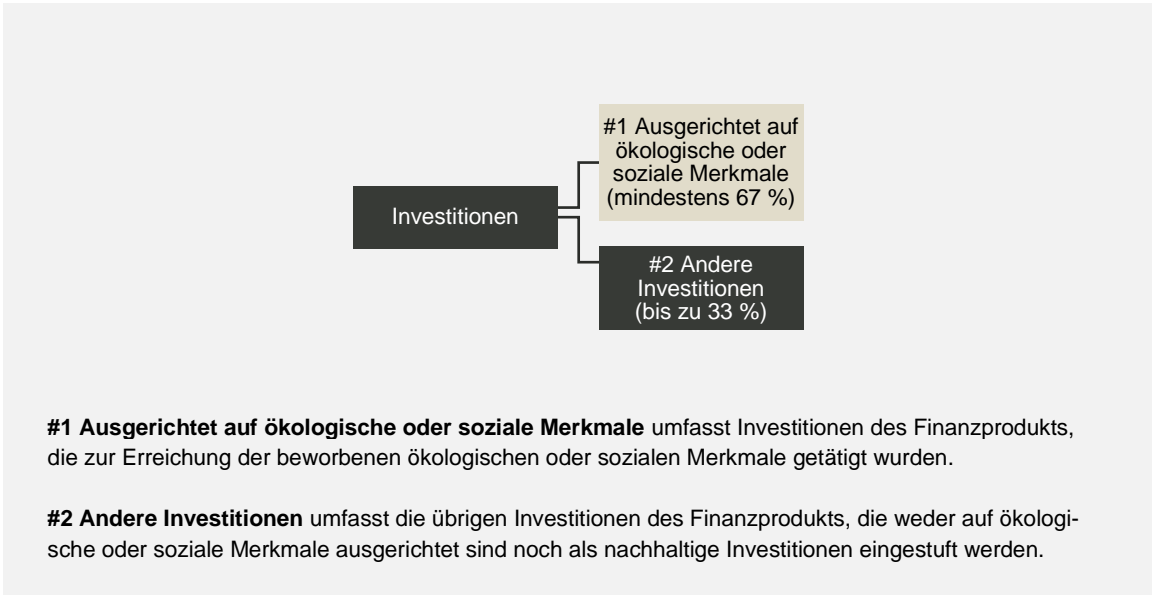 Investitionen
#1 Ausgerichtet auf
ökologische oder
soziale Merkmale
(mindestens 67 %)
#2 Andere
Investitionen
(bis zu 33 %)
#1 Ausgerichtet auf ökologische oder soziale Merkmale umfasst Investitionen des Finanzprodukts,
die zur Erreichung der beworbenen ökologischen oder sozialen Merkmale getätigt wurden.
#2 Andere Investitionen umfasst die übrigen Investitionen des Finanzprodukts, die weder auf ökologi-
sche oder soziale Merkmale ausgerichtet sind noch als nachhaltige Investitionen eingestuft werden.